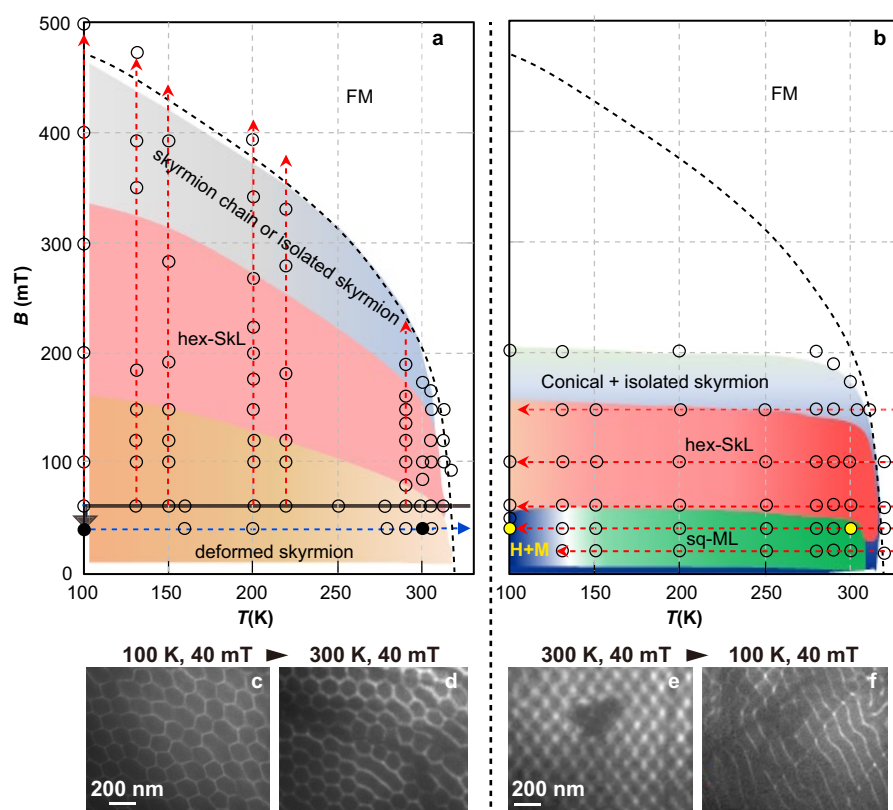 a
b
500
400
300
200
100
0
B (mT)
FM
skyrmion chain or isolated skyrmion
hex-SkL
deformed skyrmion
100
150
200
250
300
T(K)
FM
Conical + isolated skyrmion
hex-SkL
sq-ML
H+M
100
150
200
250
300
T(K)
100 K, 40 mT ► 300 K, 40 mT
300 K, 40 mT ► 100 K, 40 mT
c
d
e
f
200 nm
200 nm